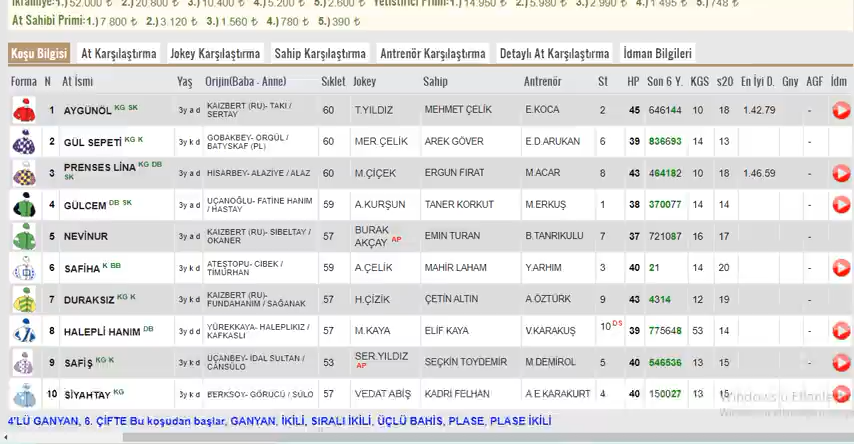 İkramiye:1.) 52.000 ₺ 2.) 20.800 ₺ 3.) 10.400 ₺ 4.) 5.200 ₺ 5.) 2.600 ₺ Yetiştirici Primi:1.) 14.950 ₺ 2.) 5.980 ₺ 3.) 2.990 ₺ 4.) 1.495 ₺ 5.) 748 ₺
At Sahibi Primi:1.) 7.800 ₺ 2.) 3.120 ₺ 3.) 1.560 ₺ 4.) 780 ₺ 5.) 390 ₺
Koşu Bilgisi At Karşılaştırma Jokey Karşılaştırma Sahip Karşılaştırma Antrenör Karşılaştırma Detaylı At Karşılaştırma İdman Bilgileri
Forma N At İsmi Yaş Orijin(Baba - Anne) Sıklet Jokey Sahip Antrenör St HP Son 6 Y. KGS s20 En İyi D. Gny AGF İdm
1 AYGÜNÖL KG SK 3y a d KAIZBERT (RU)- TAKI / SERTAY 60 T.YILDIZ MEHMET ÇELİK E.KOCA 2 45 646144 10 18 1.42.79 -
2 GÜL SEPETİ KG K 3y k d GOBAKBEY- ORGÜL / BATYSKAF (PL) 60 MER.ÇELİK AREK GÖVER E.D.ARUKAN 6 39 836693 14 13 -
3 PRENSES LİNA KG DB SK 3y a d HİSARBEY- ALAZİYE / ALAZ 60 M.ÇİÇEK ERGUN FIRAT M.ACAR 8 43 464182 10 18 1.46.59 -
4 GÜLCEM DB SK 3y k d UÇANOĞLU- FATİNE HANIM / HASTAY 59 A.KURŞUN TANER KORKUT M.ERKUŞ 1 38 370077 14 14 -
5 NEVİNUR 3y a d KAIZBERT (RU)- SIBELTAY / OKANER 57 BURAK AKÇAY AP EMIN TURAN B.TANRIKULU 7 37 721087 16 17 -
6 SAFİHA K BB 3y k d ATEŞTOPU- CIBEK / TIMURHAN 59 A.ÇELİK MAHİR LAHAM Y.ARHIM 3 40 21 14 20 -
7 DURAKSIZ KG K 3y k d KAIZBERT (RU)- FUNDAHANIM / SAĞANAK 57 H.ÇİZİK ÇETİN ALTIN A.ÖZTÜRK 9 43 4314 12 19 -
8 HALEPLİ HANIM DB 3y d d YÜREKKAYA- HALEPLIKIZ / KAFKASLI 57 M.KAYA ELİF KAYA V.KARAKUŞ 10 DS 39 775648 53 14 -
9 SAFİŞ KG K 3y k d UÇANBEY- İDAL SULTAN / CANSÜLO 53 SER.YILDIZ AP SEÇKİN TOYDEMİR M.DEMİROL 5 40 546536 13 15 -
10 SİYAHTAY KG 3y k d BERKSOY- GÖRÜCÜ / SÜLO 57 VEDAT ABİŞ KADRİ FELHAN A.E.KARAKURT 4 40 150027 13 15 -
4'LÜ GANYAN, 6. ÇİFTE Bu koşudan başlar, GANYAN, İKİLİ, SIRALI İKİLİ, ÜÇLÜ BAHİS, PLASE, PLASE İKİLİ